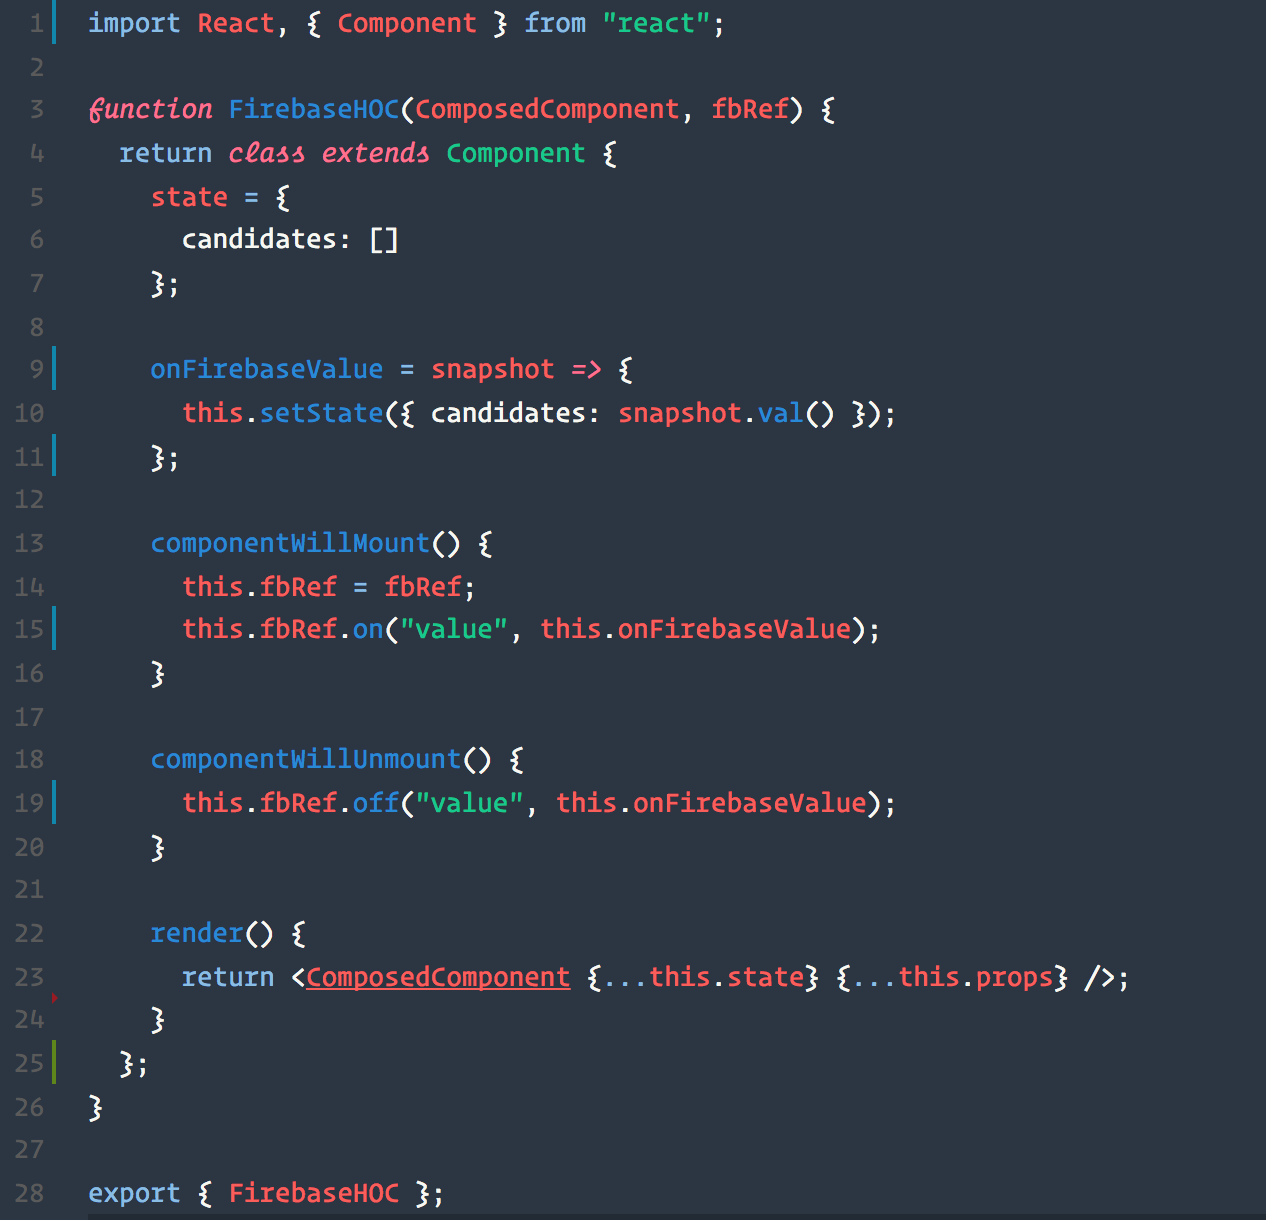 1 import React, { Component } from "react";
2
3 function FirebaseHOC(ComposedComponent, fbRef) {
4   return class extends Component {
5     state = {
6       candidates: []
7     };
8
9     onFirebaseValue = snapshot => {
10       this.setState({ candidates: snapshot.val() });
11     };
12
13     componentWillMount() {
14       this.fbRef = fbRef;
15       this.fbRef.on("value", this.onFirebaseValue);
16     }
17
18     componentWillUnmount() {
19       this.fbRef.off("value", this.onFirebaseValue);
20     }
21
22     render() {
23       return <ComposedComponent {...this.state} {...this.props} />;
24     }
25   };
26 }
27
28 export { FirebaseHOC };